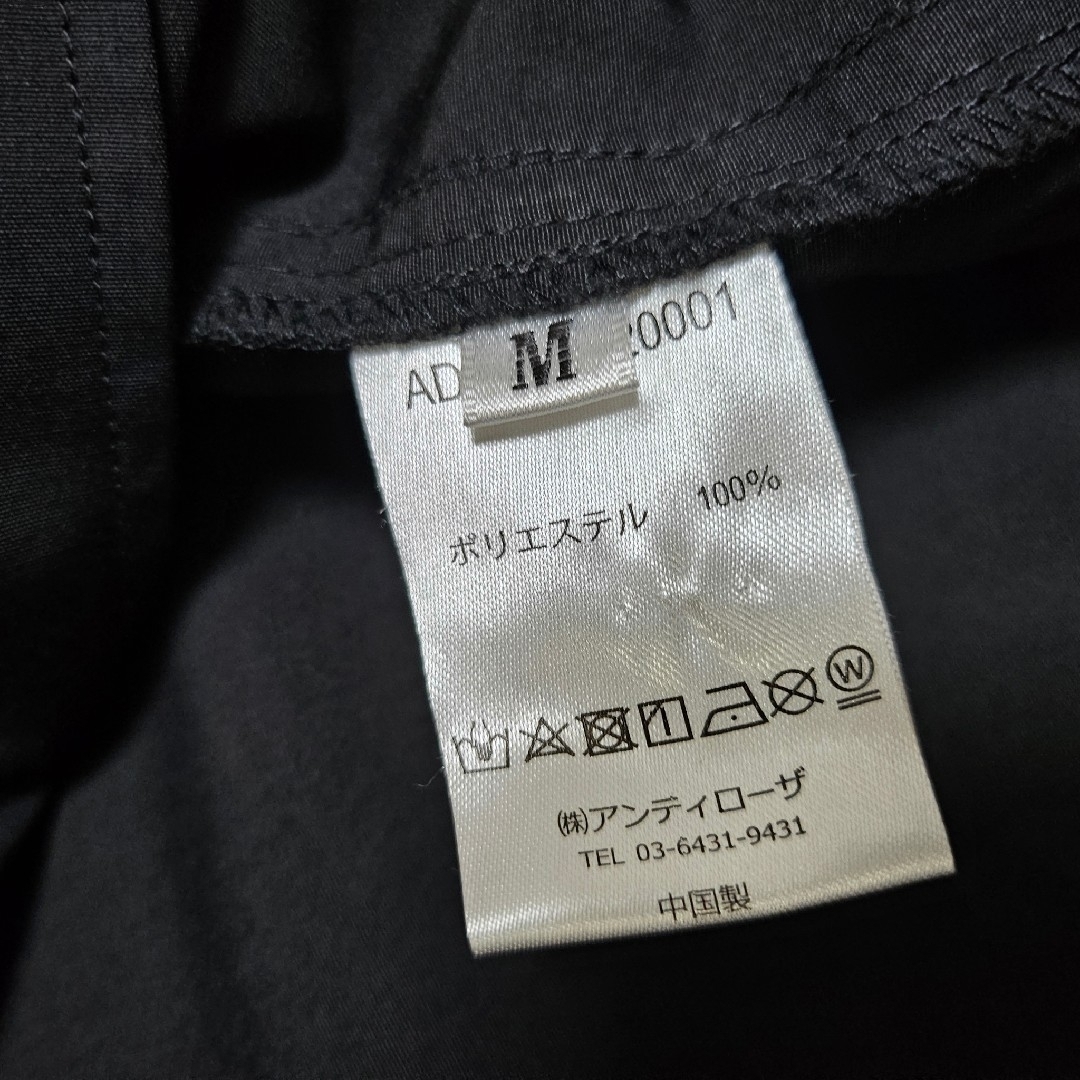 M
AD 20001
ポリエステル 100%
W
(株)アンディローザ
TEL 03-6431-9431
中国製